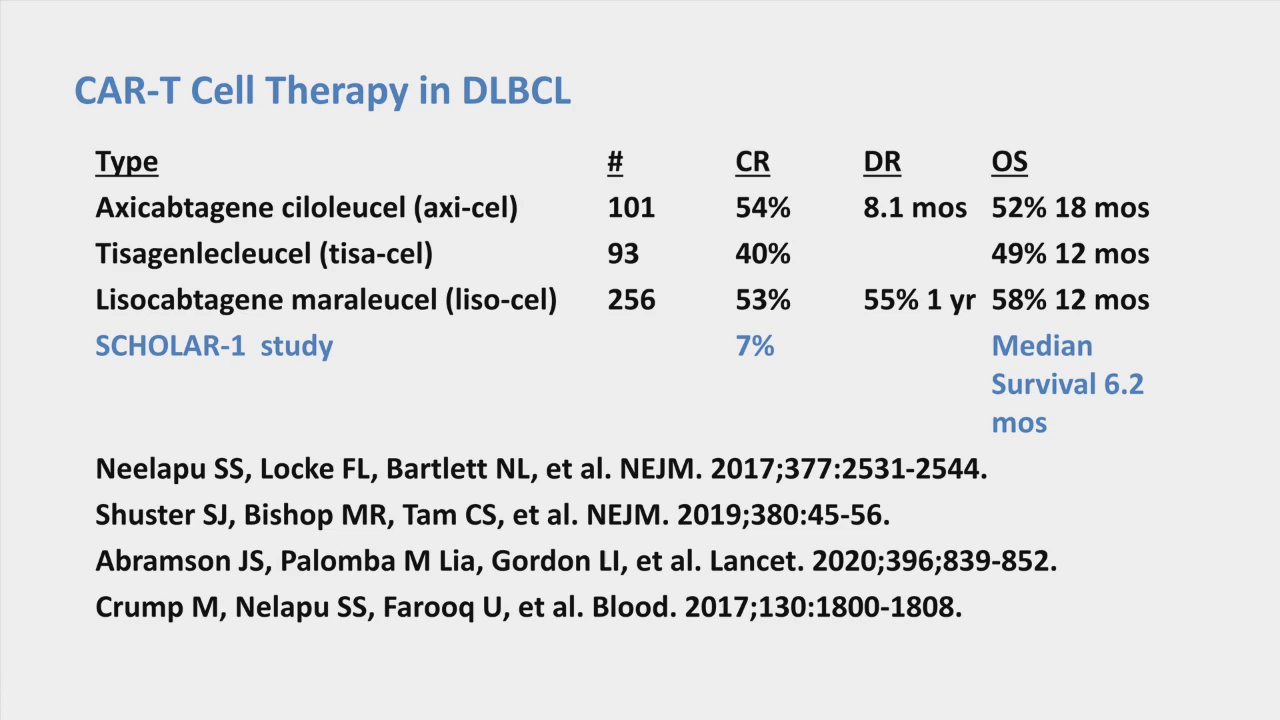 CAR-T Cell Therapy in DLBCL
Type # CR DR OS
Axicabtagene ciloleucel (axi-cel) 101 54% 8.1 mos 52% 18 mos
Tisagenlecleucel (tisa-cel) 93 40% 49% 12 mos
Lisocabtagene maraleucel (liso-cel) 256 53% 55% 1 yr 58% 12 mos
SCHOLAR-1 study 7% Median
Survival 6.2
mos
Neelapu SS, Locke FL, Bartlett NL, et al. NEJM. 2017;377:2531-2544.
Shuster SJ, Bishop MR, Tam CS, et al. NEJM. 2019;380:45-56.
Abramson JS, Palomba M Lia, Gordon LI, et al. Lancet. 2020;396;839-852.
Crump M, Nelapu SS, Farooq U, et al. Blood. 2017;130:1800-1808.